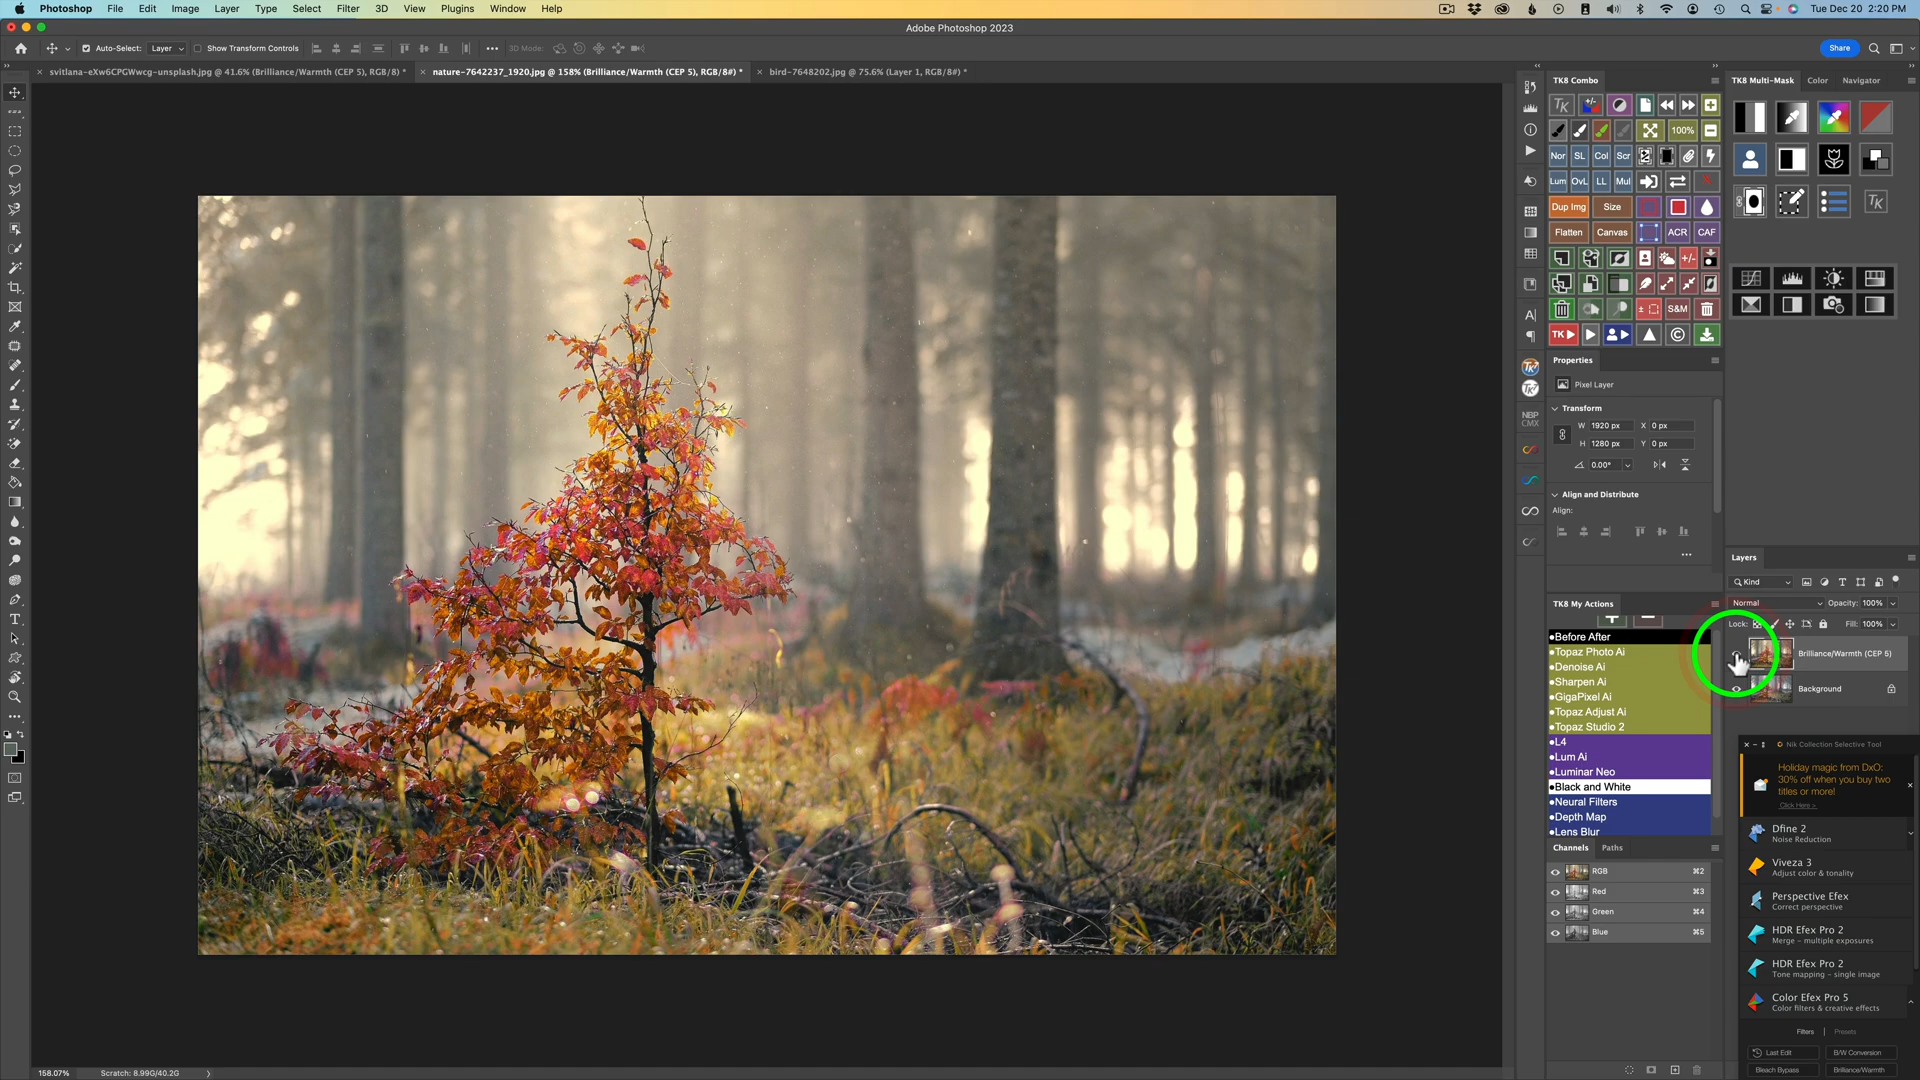 Photoshop File Edit Image Layer Type Select Filter 3D View Plugins Window Help
Tue Dec 20 2:20 PM
Adobe Photoshop 2023
Auto-Select: Layer Show Transform Controls 3D Mode: Share
svitlana-eXw6CPGWwcg-unsplash.jpg @ 41.6% (Brilliance/Warmth (CEP 5), RGB/8) *
nature-7642237_1920.jpg @ 158% (Brilliance/Warmth (CEP 5), RGB/8#) *
bird-7648202.jpg @ 75.6% (Layer 1, RGB/8#) *
TK8 Combo
TK +/-
100%
Nor SL Col Scr
Lum OvL LL Mul
Dup Img Size
Flatten Canvas ACR CAF
+/-
S&M
TK
NBP
CMX
Properties
Pixel Layer
Transform
W 1920 px X 0 px
H 1280 px Y 0 px
0.00°
Align and Distribute
Align:
TK8 My Actions
Before After
Topaz Photo Ai
Denoise Ai
Sharpen Ai
GigaPixel Ai
Topaz Adjust Ai
Topaz Studio 2
L4
Lum Ai
Luminar Neo
Black and White
Neural Filters
Depth Map
Lens Blur
Channels Paths
RGB ⌘2
Red ⌘3
Green ⌘4
Blue ⌘5
TK8 Multi-Mask Color Navigator
TK
Layers
Kind
Normal Opacity: 100%
Lock: Fill: 100%
Brilliance/Warmth (CEP 5)
Background
Nik Collection Selective Tool
Holiday magic from DxO:
30% off when you buy two
titles or more!
Click Here >
Dfine 2
Noise Reduction
Viveza 3
Adjust color & tonality
Perspective Efex
Correct perspective
HDR Efex Pro 2
Merge - multiple exposures
HDR Efex Pro 2
Tone mapping - single image
Color Efex Pro 5
Color filters & creative effects
Filters Presets
Last Edit B/W Conversion
Bleach Bypass Brilliance/Warmth
158.07% Scratch: 8.99G/40.2G